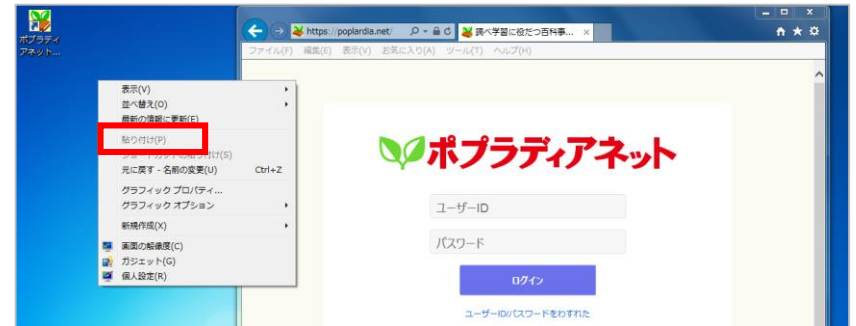 ポプラディ
アネット...
https://poplardia.net/
調べ学習に役だつ百科事...
ファイル(F) 編集(E) 表示(V) お気に入り(A) ツール(T) ヘルプ(H)
表示(V)
並べ替え(O)
最新の情報に更新(E)
貼り付け(P)
ショートカットの貼り付け(S)
元に戻す - 名前の変更(U) Ctrl+Z
グラフィック プロパティ...
グラフィック オプション
新規作成(X)
画面の解像度(C)
ガジェット(G)
個人設定(R)
ポプラディアネット
ユーザーID
パスワード
ログイン
ユーザーID/パスワードをわすれた